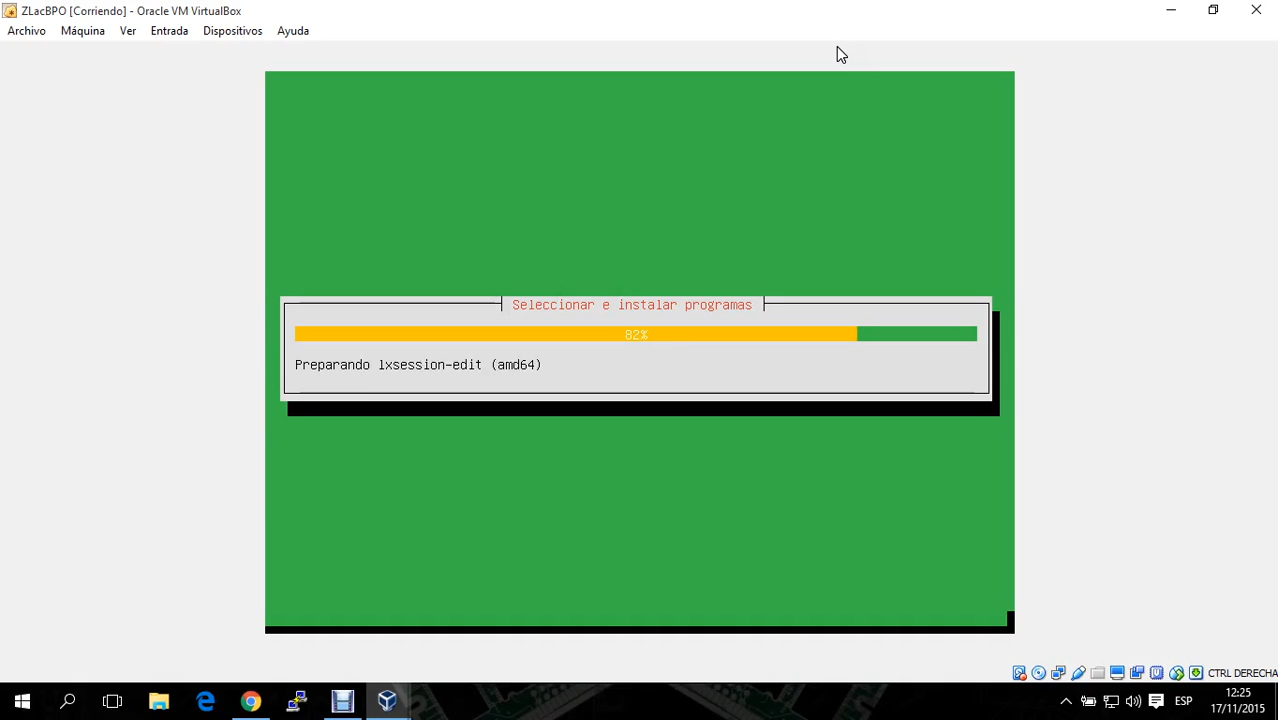 ZLacBPO [Corriendo] - Oracle VM VirtualBox
Archivo Máquina Ver Entrada Dispositivos Ayuda
Seleccionar e instalar programas
82%
Preparando lxsession-edit (amd64)
CTRL DERECHA
ESP
12:25
17/11/2015